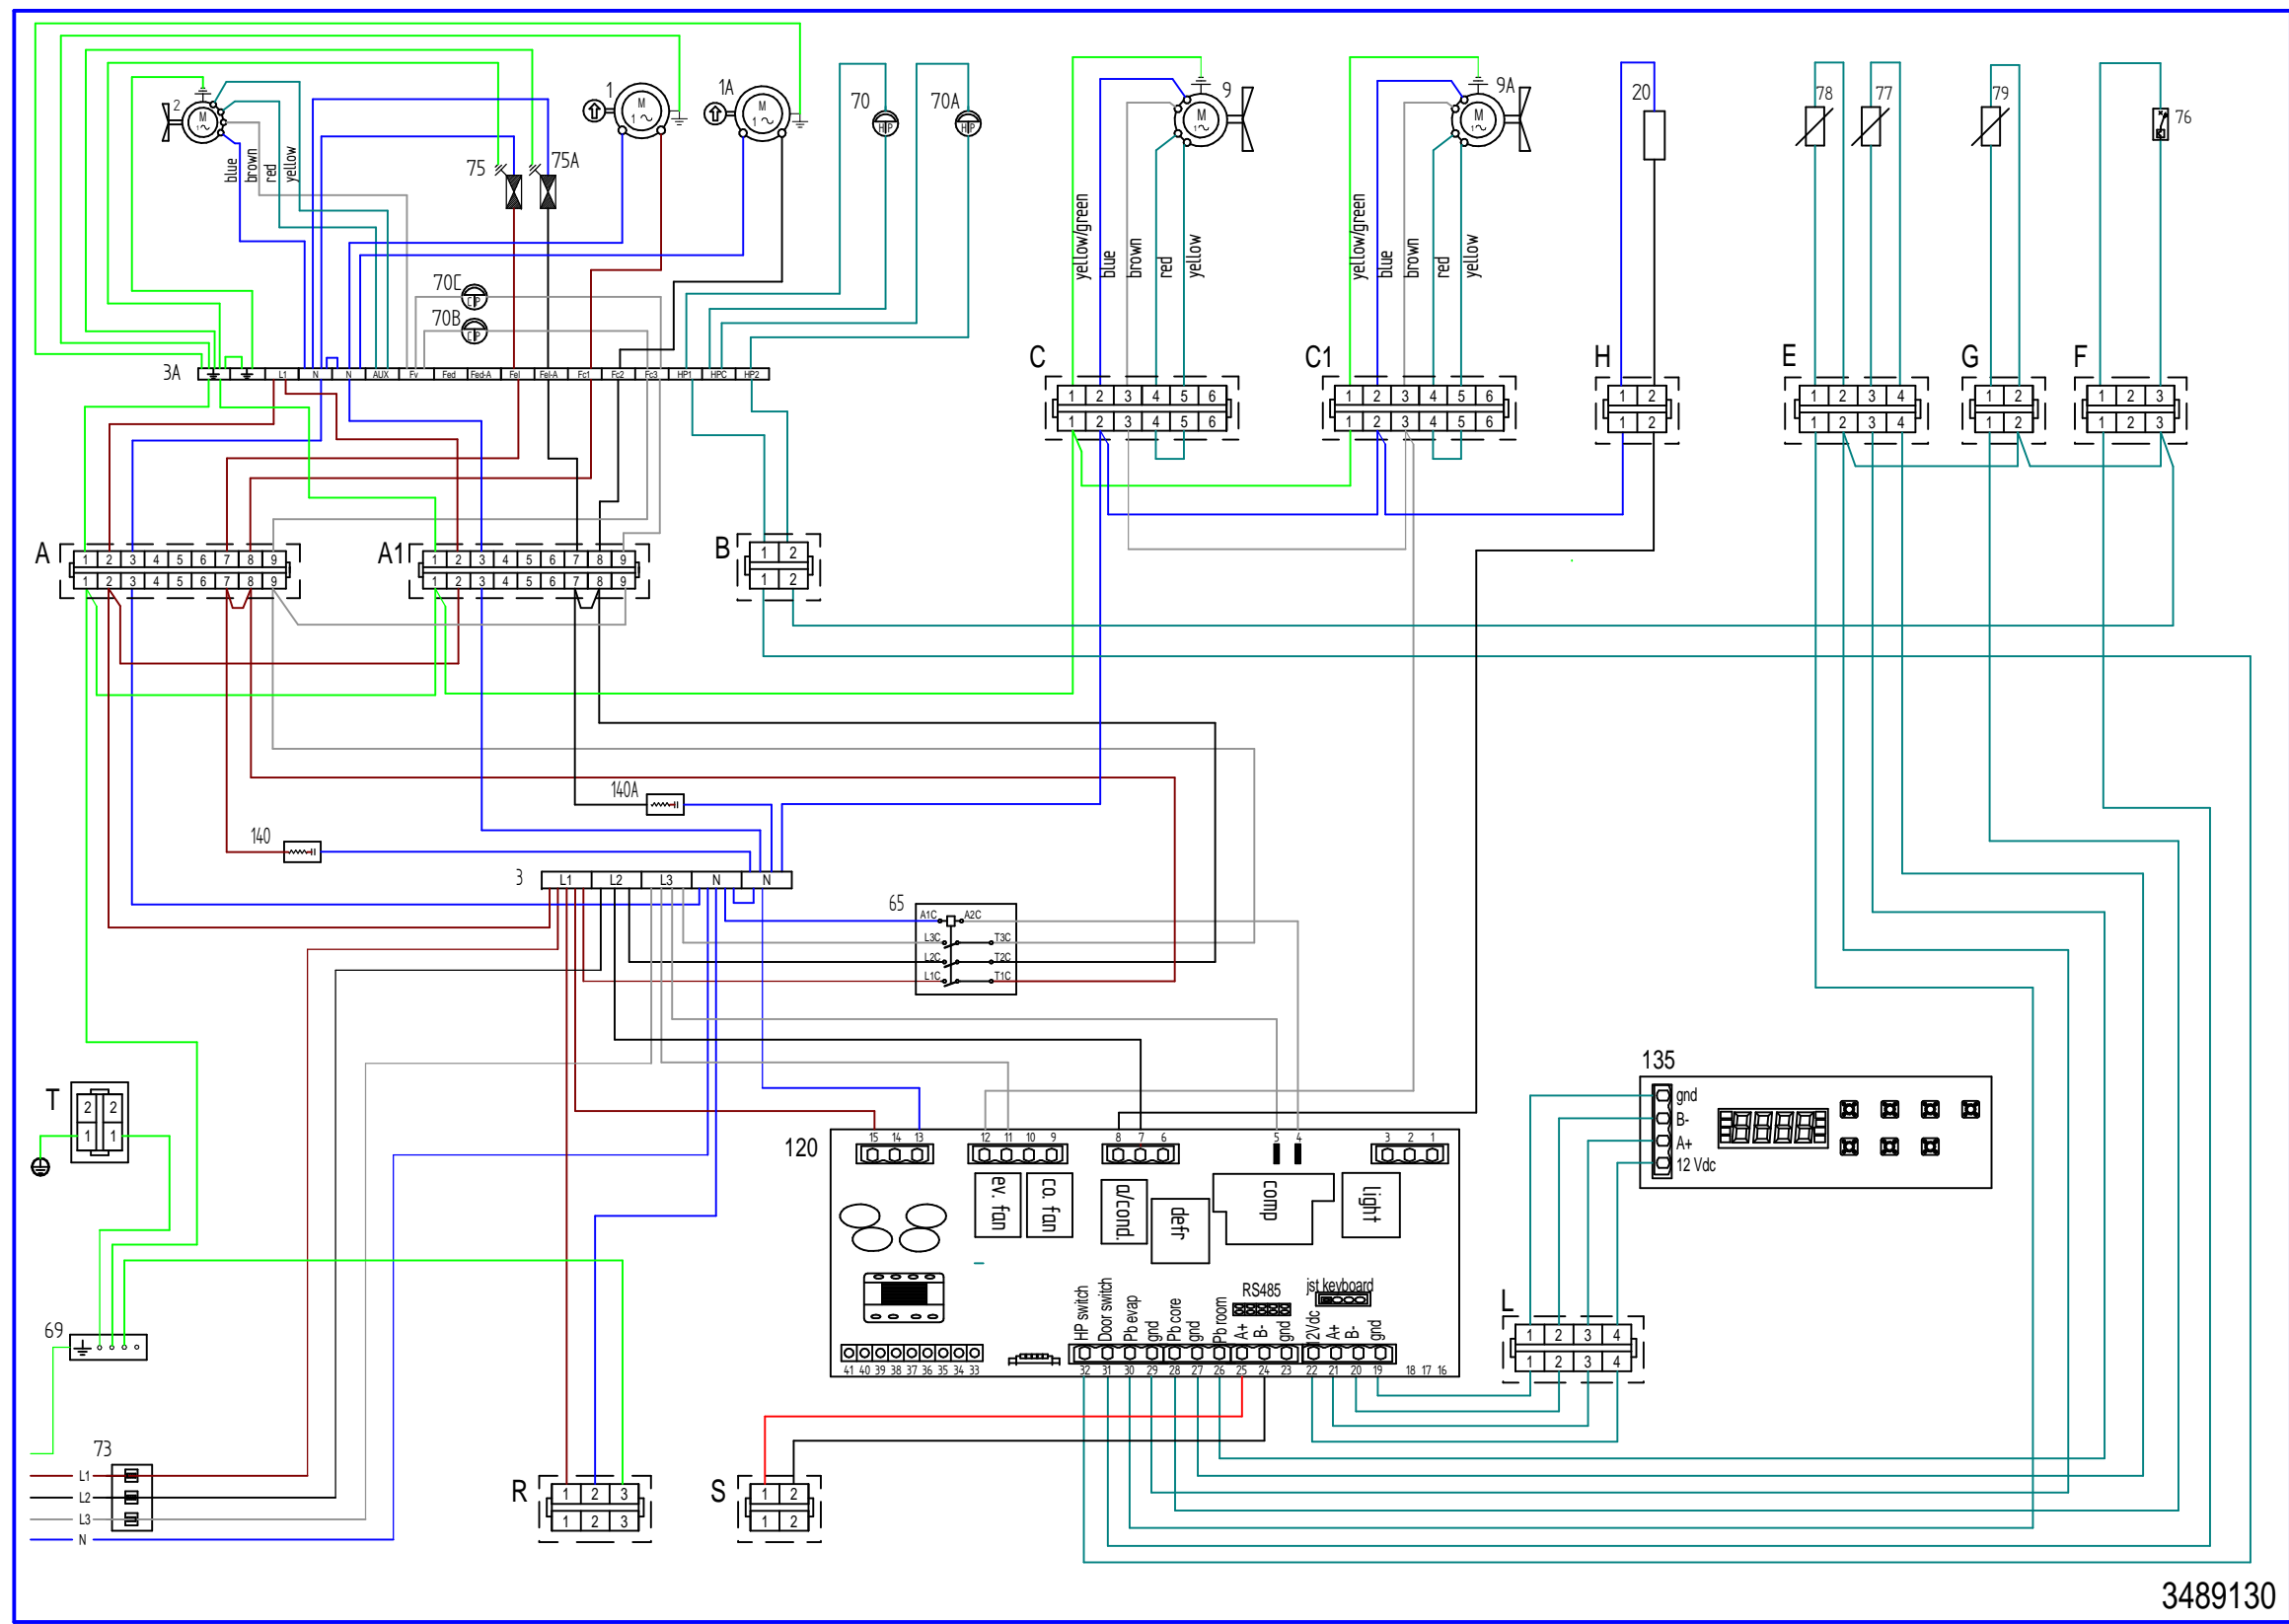 2
M
1
blue
brown
red
yellow
75
75A
1
M
1
1A
M
1
70
HP
70A
HP
9
M
1
9A
M
1
20
78
77
79
76
yellow/green
blue
brown
red
yellow
yellow/green
blue
brown
red
yellow
70C
CP
70B
CP
3A
L1 N N AUX Fv Fed Fed-A Fel Fel-A Fc1 Fc2 Fc3 HP1 HPC HP2
C
1 2 3 4 5 6
1 2 3 4 5 6
C1
1 2 3 4 5 6
1 2 3 4 5 6
H
1 2
1 2
E
1 2 3 4
1 2 3 4
G
1 2
1 2
F
1 2 3
1 2 3
A
1 2 3 4 5 6 7 8 9
1 2 3 4 5 6 7 8 9
A1
1 2 3 4 5 6 7 8 9
1 2 3 4 5 6 7 8 9
B
1 2
1 2
140A
140
3
L1 L2 L3 N N
65
A1C A2C
L3C T3C
L2C T2C
L1C T1C
T
2 2
1 1
135
gnd
B-
A+
12 Vdc
120
15 14 13
12 11 10 9
8 7 6
5 4
3 2 1
ev. fan
co. fan
a/cond.
defr
comp
light
RS485
jst keyboard
HP switch
Door switch
Pb evap
gnd
Pb core
gnd
Pb room
A+
B-
gnd
12Vdc
A+
B-
gnd
41 40 39 38 37 36 35 34 33
32 31 30 29 28 27 26 25 24 23 22 21 20 19 18 17 16
L
1 2 3 4
1 2 3 4
69
73
L1
L2
L3
N
R
1 2 3
1 2 3
S
1 2
1 2
3489130